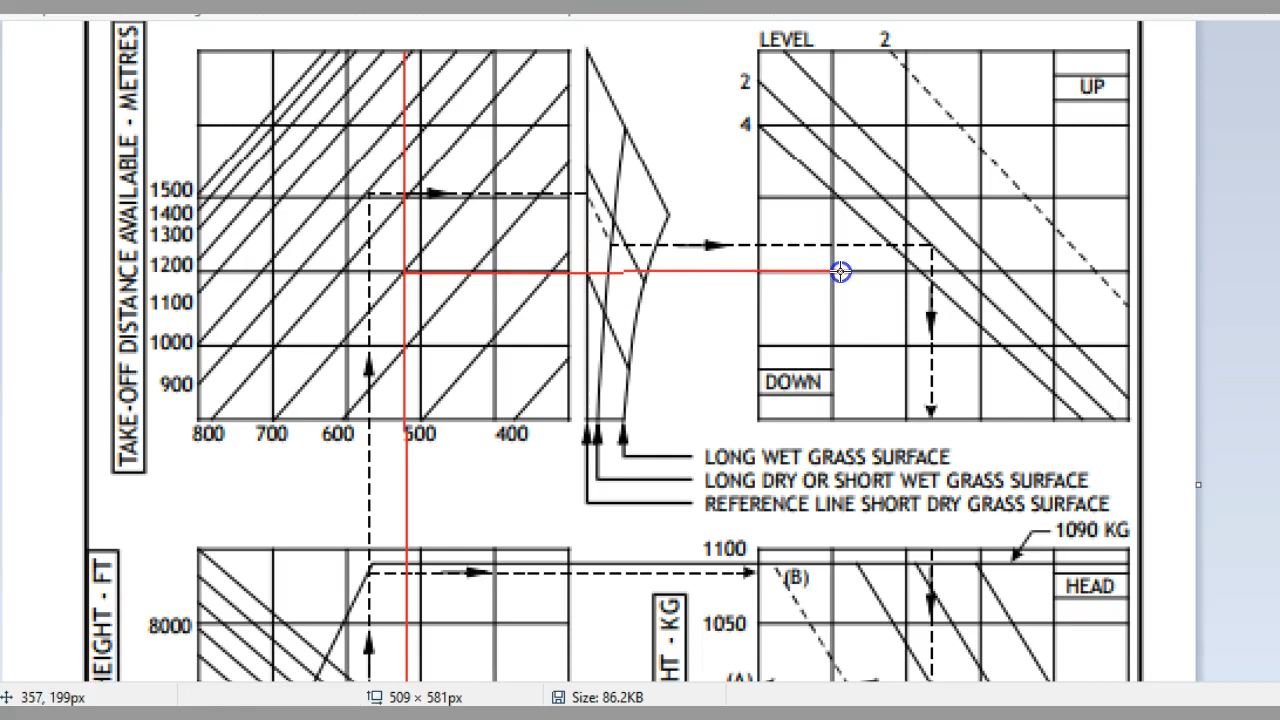 TAKE-OFF DISTANCE AVAILABLE - METRES
LEVEL 2
2
4
UP
1500
1400
1300
1200
1100
1000
900
DOWN
800 700 600 500 400
LONG WET GRASS SURFACE
LONG DRY OR SHORT WET GRASS SURFACE
REFERENCE LINE SHORT DRY GRASS SURFACE
1090 KG
1100
(B)
HEAD
HEIGHT - FT
8000
HT - KG
1050
(A)
357, 199px
509 × 581px
Size: 86.2KB